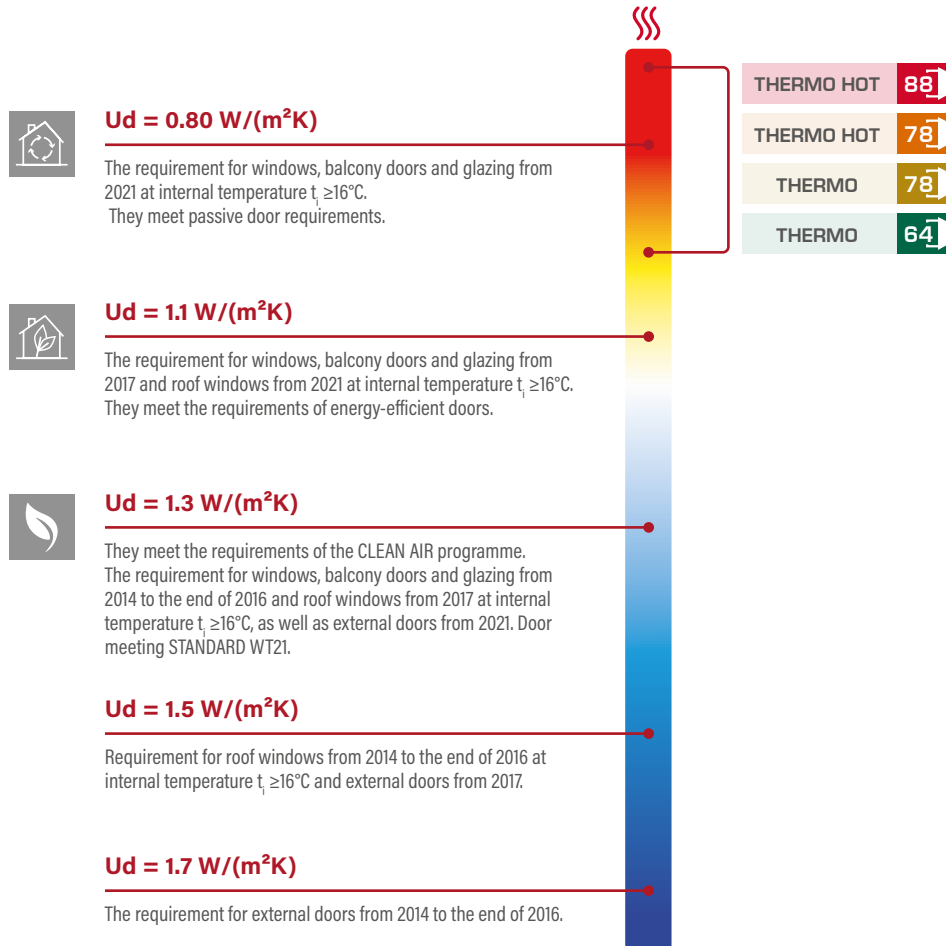 Ud = 0.80 W/(m²K)
The requirement for windows, balcony doors and glazing from
2021 at internal temperature tᵢ ≥16°C.
They meet passive door requirements.
THERMO HOT 88
THERMO HOT 78
THERMO 78
THERMO 64
Ud = 1.1 W/(m²K)
The requirement for windows, balcony doors and glazing from
2017 and roof windows from 2021 at internal temperature tᵢ ≥16°C.
They meet the requirements of energy-efficient doors.
Ud = 1.3 W/(m²K)
They meet the requirements of the CLEAN AIR programme.
The requirement for windows, balcony doors and glazing from
2014 to the end of 2016 and roof windows from 2017 at internal
temperature tᵢ ≥16°C, as well as external doors from 2021. Door
meeting STANDARD WT21.
Ud = 1.5 W/(m²K)
Requirement for roof windows from 2014 to the end of 2016 at
internal temperature tᵢ ≥16°C and external doors from 2017.
Ud = 1.7 W/(m²K)
The requirement for external doors from 2014 to the end of 2016.